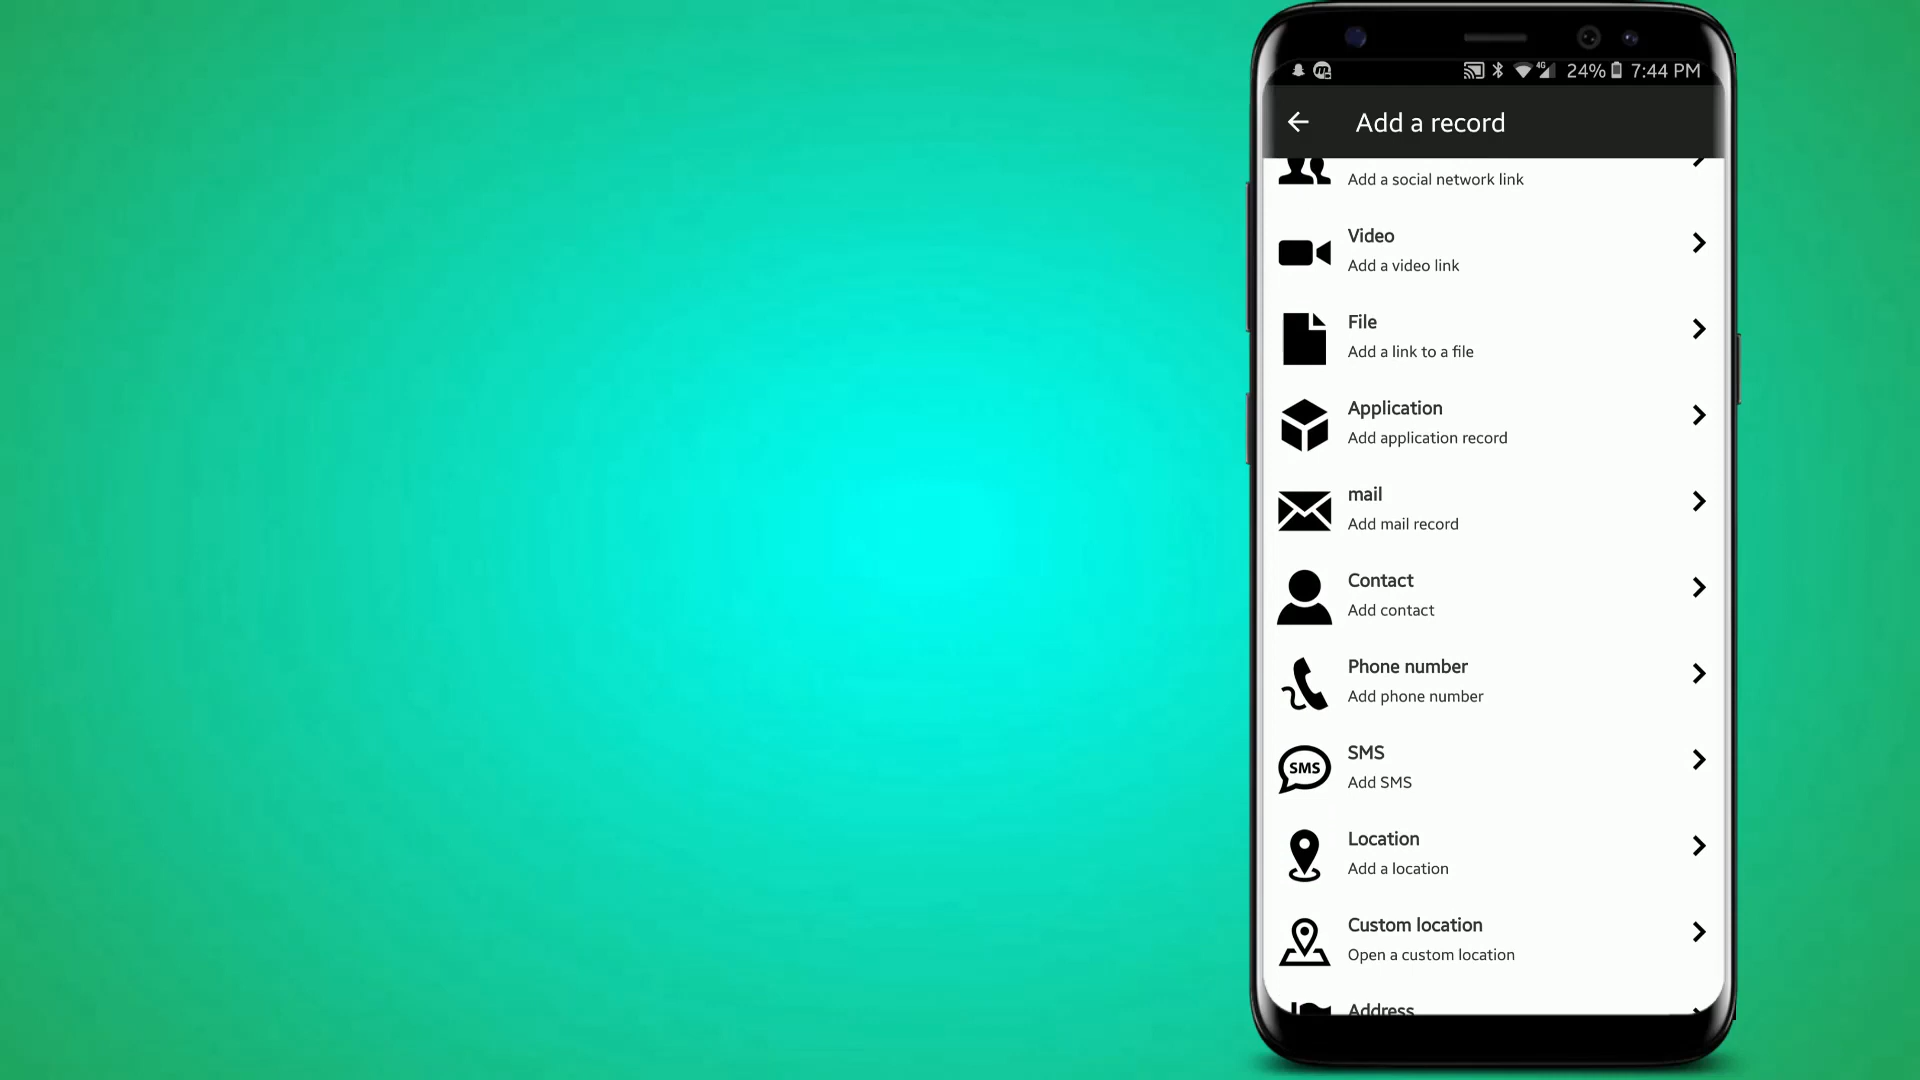 4G 24% 7:44 PM
Add a record
Add a social network link
Video
Add a video link
File
Add a link to a file
Application
Add application record
mail
Add mail record
Contact
Add contact
Phone number
Add phone number
SMS
SMS
Add SMS
Location
Add a location
Custom location
Open a custom location
Address